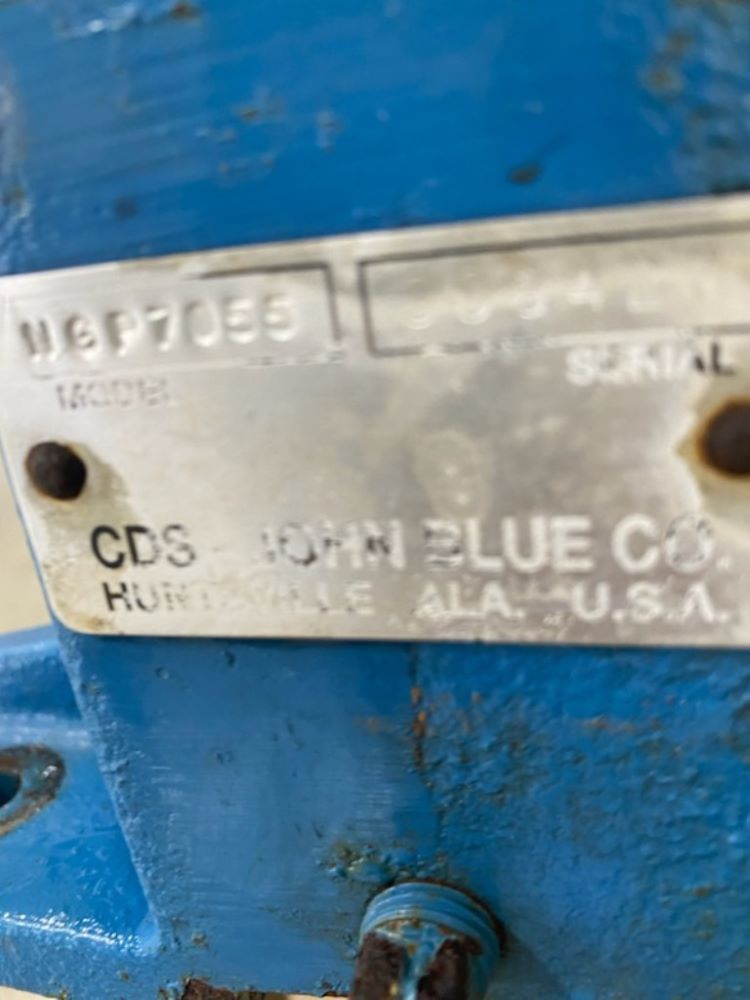 NGP7055
MODEL
SERIAL
CDS JOHN BLUE CO.
HUNTSVILLE ALA. U.S.A.